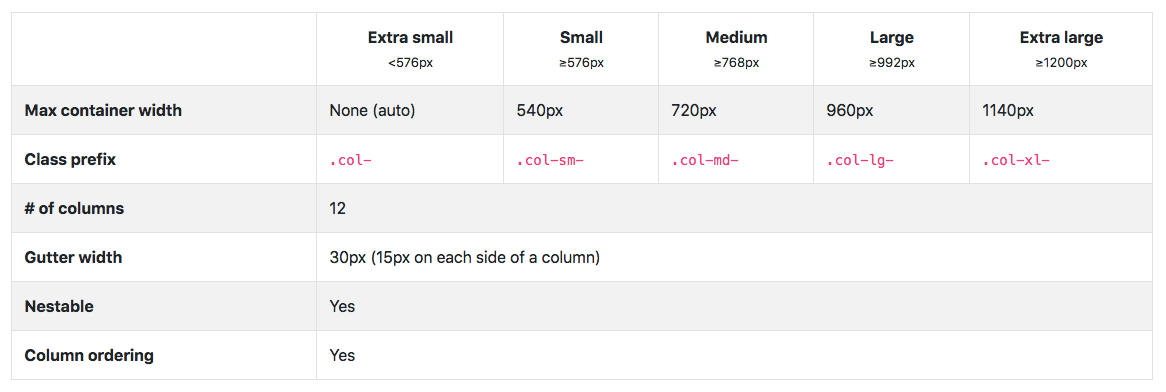 Extra small Small Medium Large Extra large
<576px ≥576px ≥768px ≥992px ≥1200px
Max container width None (auto) 540px 720px 960px 1140px
Class prefix .col- .col-sm- .col-md- .col-lg- .col-xl-
# of columns 12
Gutter width 30px (15px on each side of a column)
Nestable Yes
Column ordering Yes